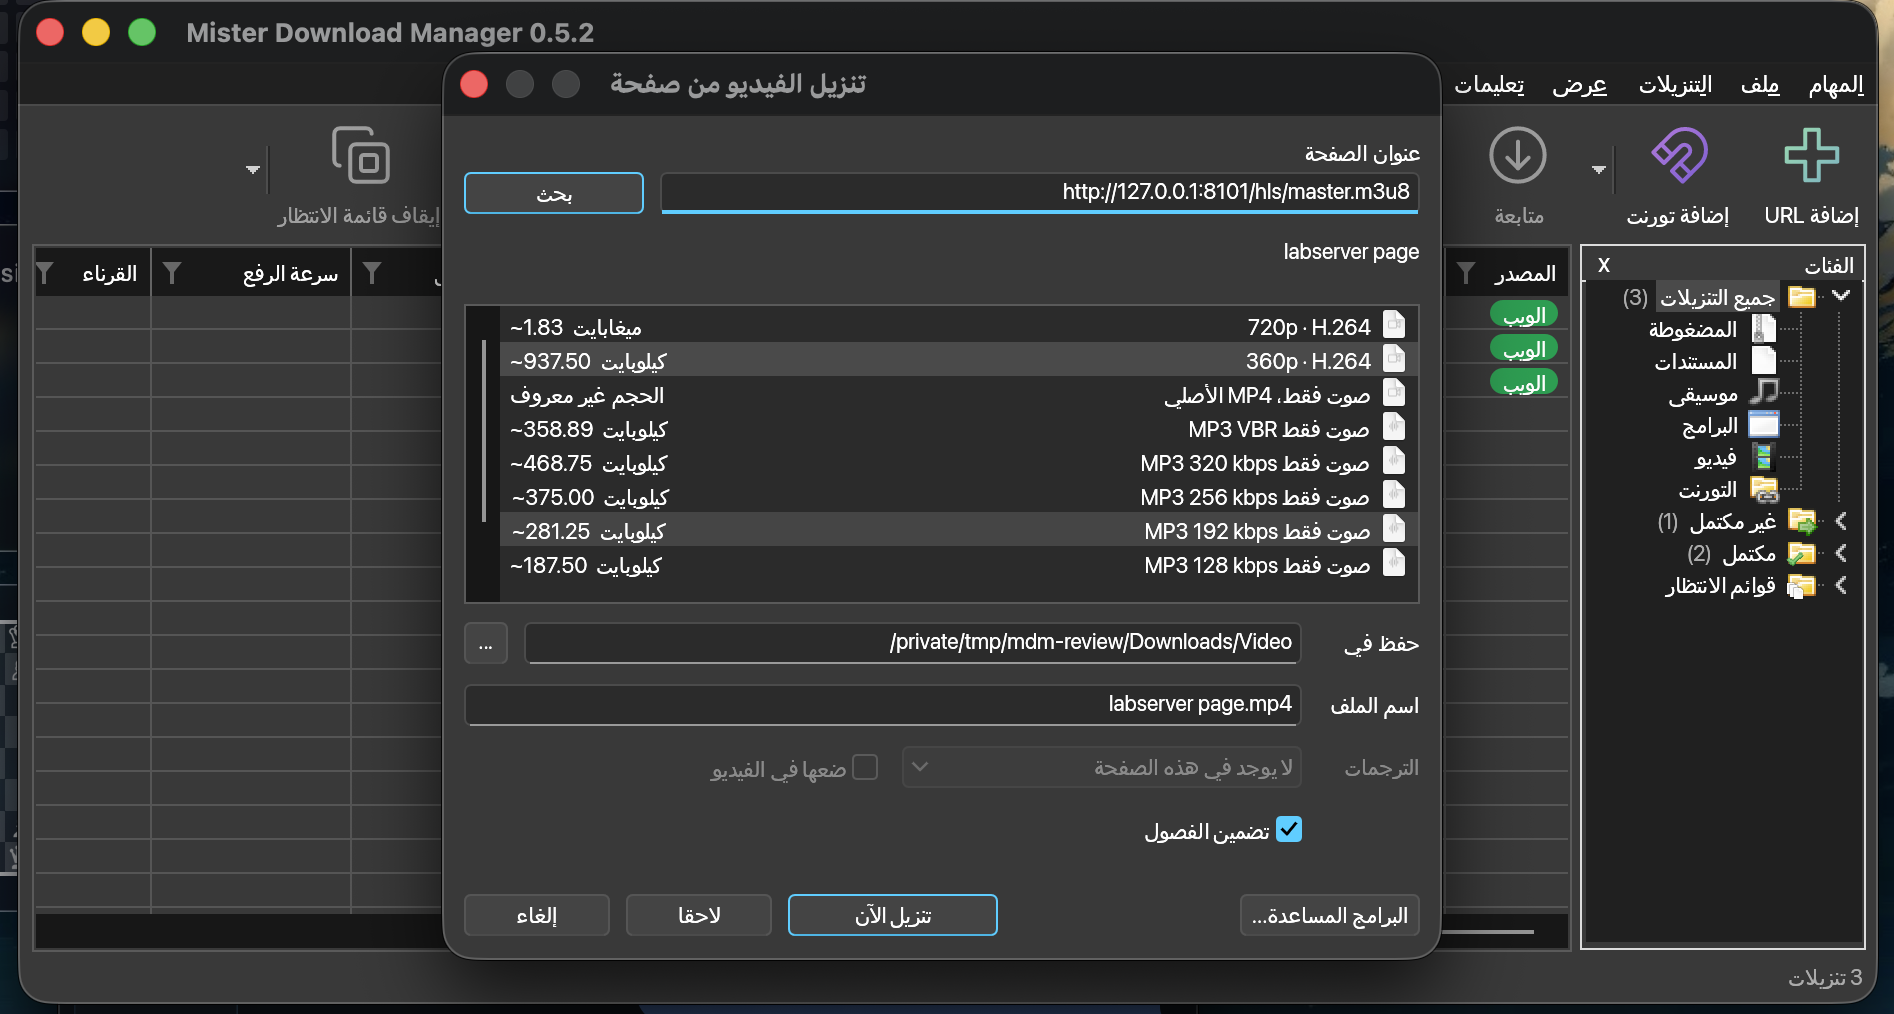 Mister Download Manager 0.5.2
تنزيل الفيديو من صفحة
المهام ملف التنزيلات عرض تعليمات
إضافة URL
إضافة تورنت
متابعة
إيقاف قائمة الانتظار
الفئات X
جميع التنزيلات (3)
المضغوطة
المستندات
موسيقى
البرامج
فيديو
التورنت
غير مكتمل (1)
مكتمل (2)
قوائم الانتظار
المصدر
الويب
الويب
الويب
سرعة الرفع
القرناء
عنوان الصفحة
http://127.0.0.1:8101/hls/master.m3u8
بحث
labserver page
720p · H.264 ~1.83 ميغابايت
360p · H.264 ~937.50 كيلوبايت
صوت فقط، MP4 الأصلي الحجم غير معروف
صوت فقط MP3 VBR ~358.89 كيلوبايت
صوت فقط MP3 320 kbps ~468.75 كيلوبايت
صوت فقط MP3 256 kbps ~375.00 كيلوبايت
صوت فقط MP3 192 kbps ~281.25 كيلوبايت
صوت فقط MP3 128 kbps ~187.50 كيلوبايت
حفظ في
/private/tmp/mdm-review/Downloads/Video
...
اسم الملف
labserver page.mp4
الترجمات
لا يوجد في هذه الصفحة
ضعها في الفيديو
تضمين الفصول
البرامج المساعدة...
تنزيل الآن
لاحقا
إلغاء
3 تنزيلات